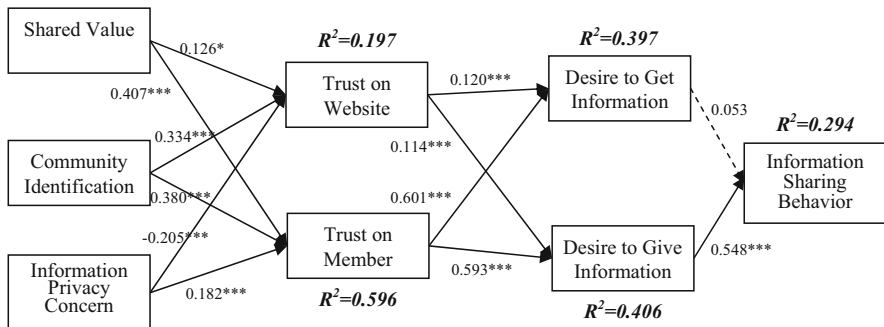 Shared Value
0.126*
0.407***
R²=0.197
Trust on
Website
0.120***
R²=0.397
Desire to Get
Information
0.053
R²=0.294
Information
Sharing
Behavior
0.334***
Community
Identification
0.380***
0.114***
0.601***
-0.205***
Information
Privacy
Concern
0.182***
Trust on
Member
R²=0.596
0.593***
Desire to Give
Information
0.548***
R²=0.406